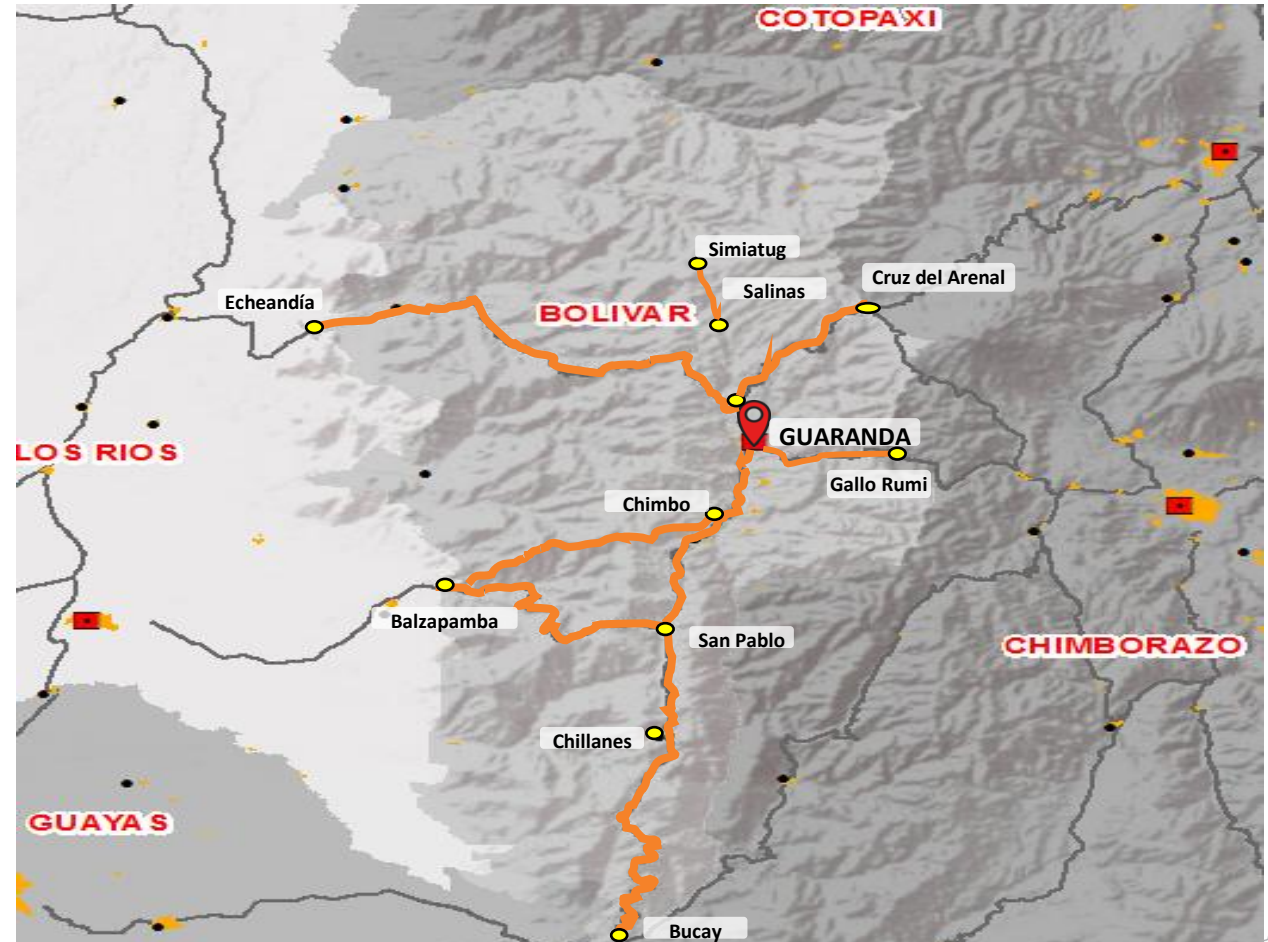 COTOPAXI
Simiatug
Cruz del Arenal
Salinas
Echeandía
BOLIVAR
GUARANDA
LOS RIOS
Gallo Rumi
Chimbo
Balzapamba
San Pablo
CHIMBORAZO
Chillanes
GUAYAS
Bucay